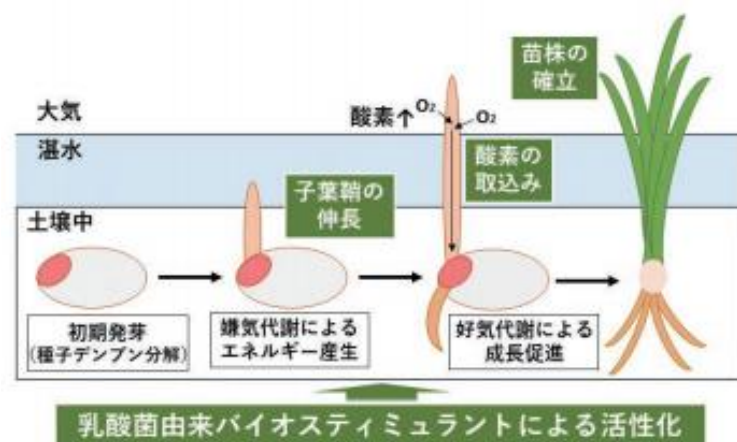 苗株の
確立
大気
酸素↑
O₂
O₂
湛水
酸素の
取込み
子葉鞘の
伸長
土壌中
初期発芽
(種子デンプン分解)
嫌気代謝による
エネルギー産生
好気代謝による
成長促進
乳酸菌由来バイオスティミュラントによる活性化